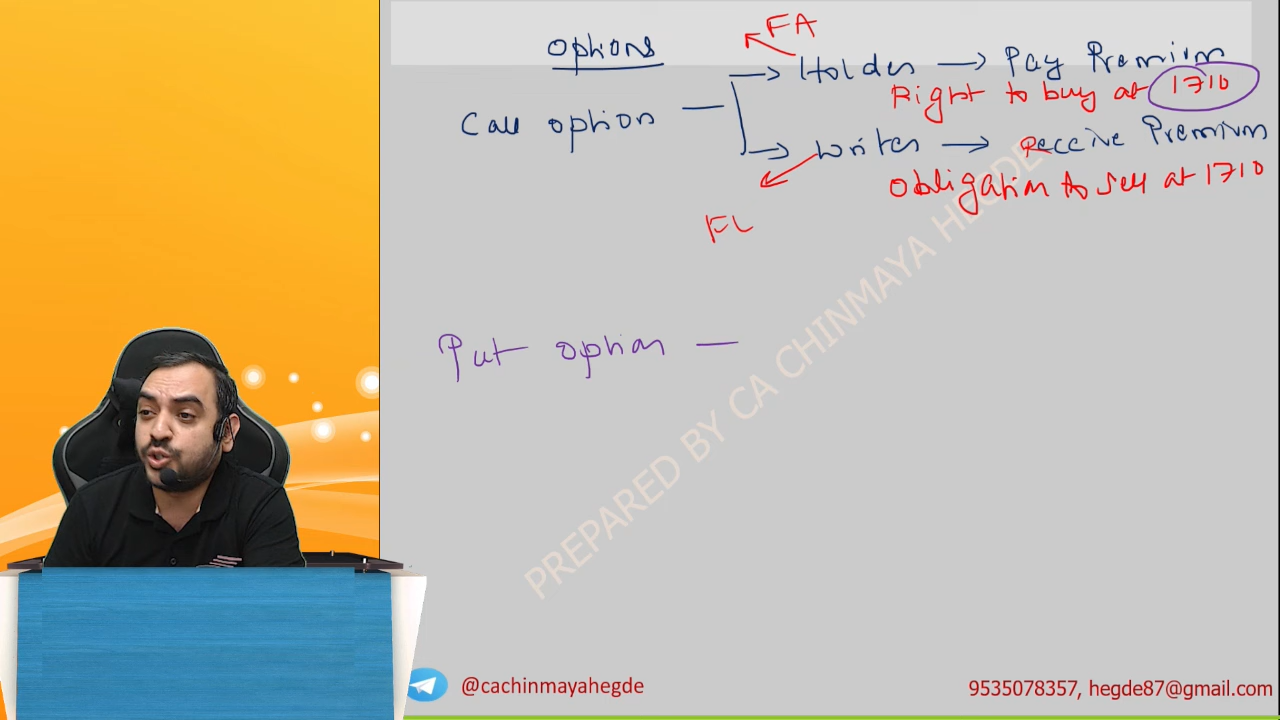 options
FA
Holder → Pay Premium
Right to buy at 1710
Call option —
Writer → Receive Premium
Obligation to sell at 1710
FL
Put option —
PREPARED BY CA CHINMAYA HEGDE
@cachinmayahegde
9535078357, hegde87@gmail.com